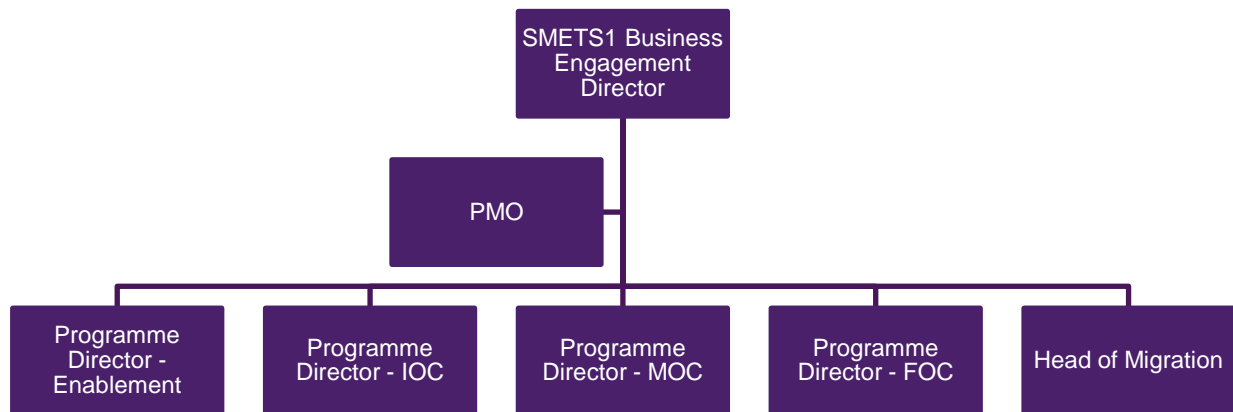 SMETS1 Business
Engagement
Director
PMO
Programme
Director -
Enablement
Programme
Director - IOC
Programme
Director - MOC
Programme
Director - FOC
Head of Migration